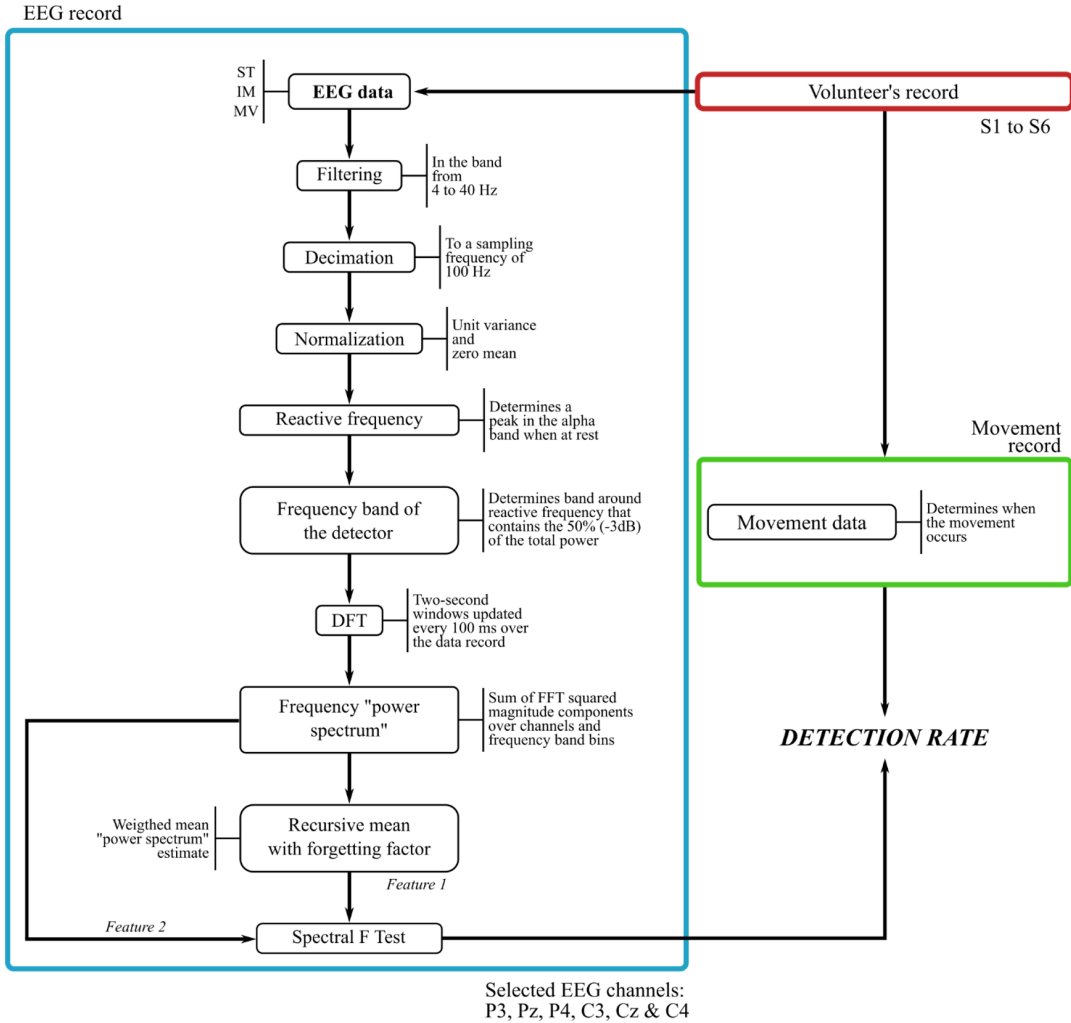 EEG record
ST
IM
MV
EEG data
Volunteer's record
S1 to S6
Filtering
In the band
from
4 to 40 Hz
Decimation
To a sampling
frequency of
100 Hz
Normalization
Unit variance
and
zero mean
Reactive frequency
Determines a
peak in the alpha
band when at rest
Movement
record
Frequency band of
the detector
Determines band around
reactive frequency that
contains the 50% (-3dB)
of the total power
Movement data
Determines when
the movement
occurs
DFT
Two-second
windows updated
every 100 ms over
the data record
Frequency "power
spectrum"
Sum of FFT squared
magnitude components
over channels and
frequency band bins
DETECTION RATE
Weigthed mean
"power spectrum"
estimate
Recursive mean
with forgetting factor
Feature 1
Feature 2
Spectral F Test
Selected EEG channels:
P3, Pz, P4, C3, Cz & C4